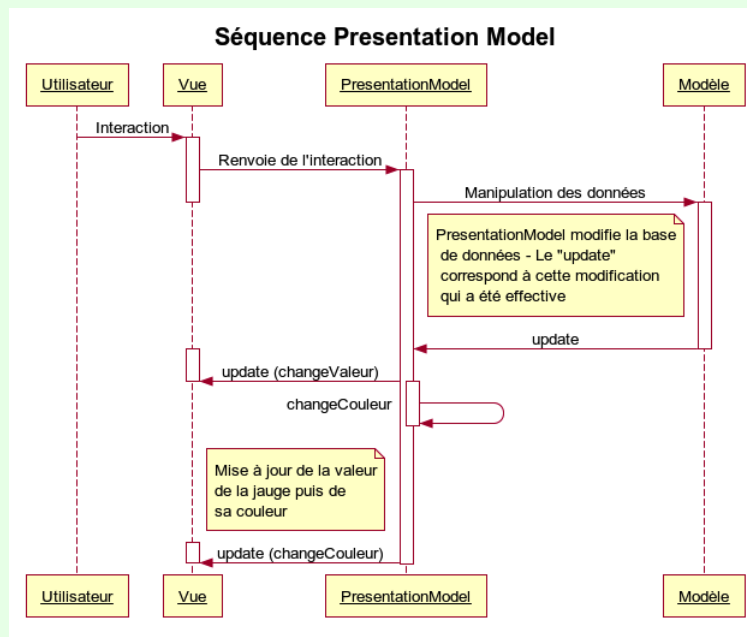 Séquence Presentation Model
Utilisateur
Vue
PresentationModel
Modèle
Interaction
Renvoie de l'interaction
Manipulation des données
PresentationModel modifie la base
de données - Le "update"
correspond à cette modification
qui a été effective
update
update (changeValeur)
changeCouleur
Mise à jour de la valeur
de la jauge puis de
sa couleur
update (changeCouleur)
Utilisateur
Vue
PresentationModel
Modèle